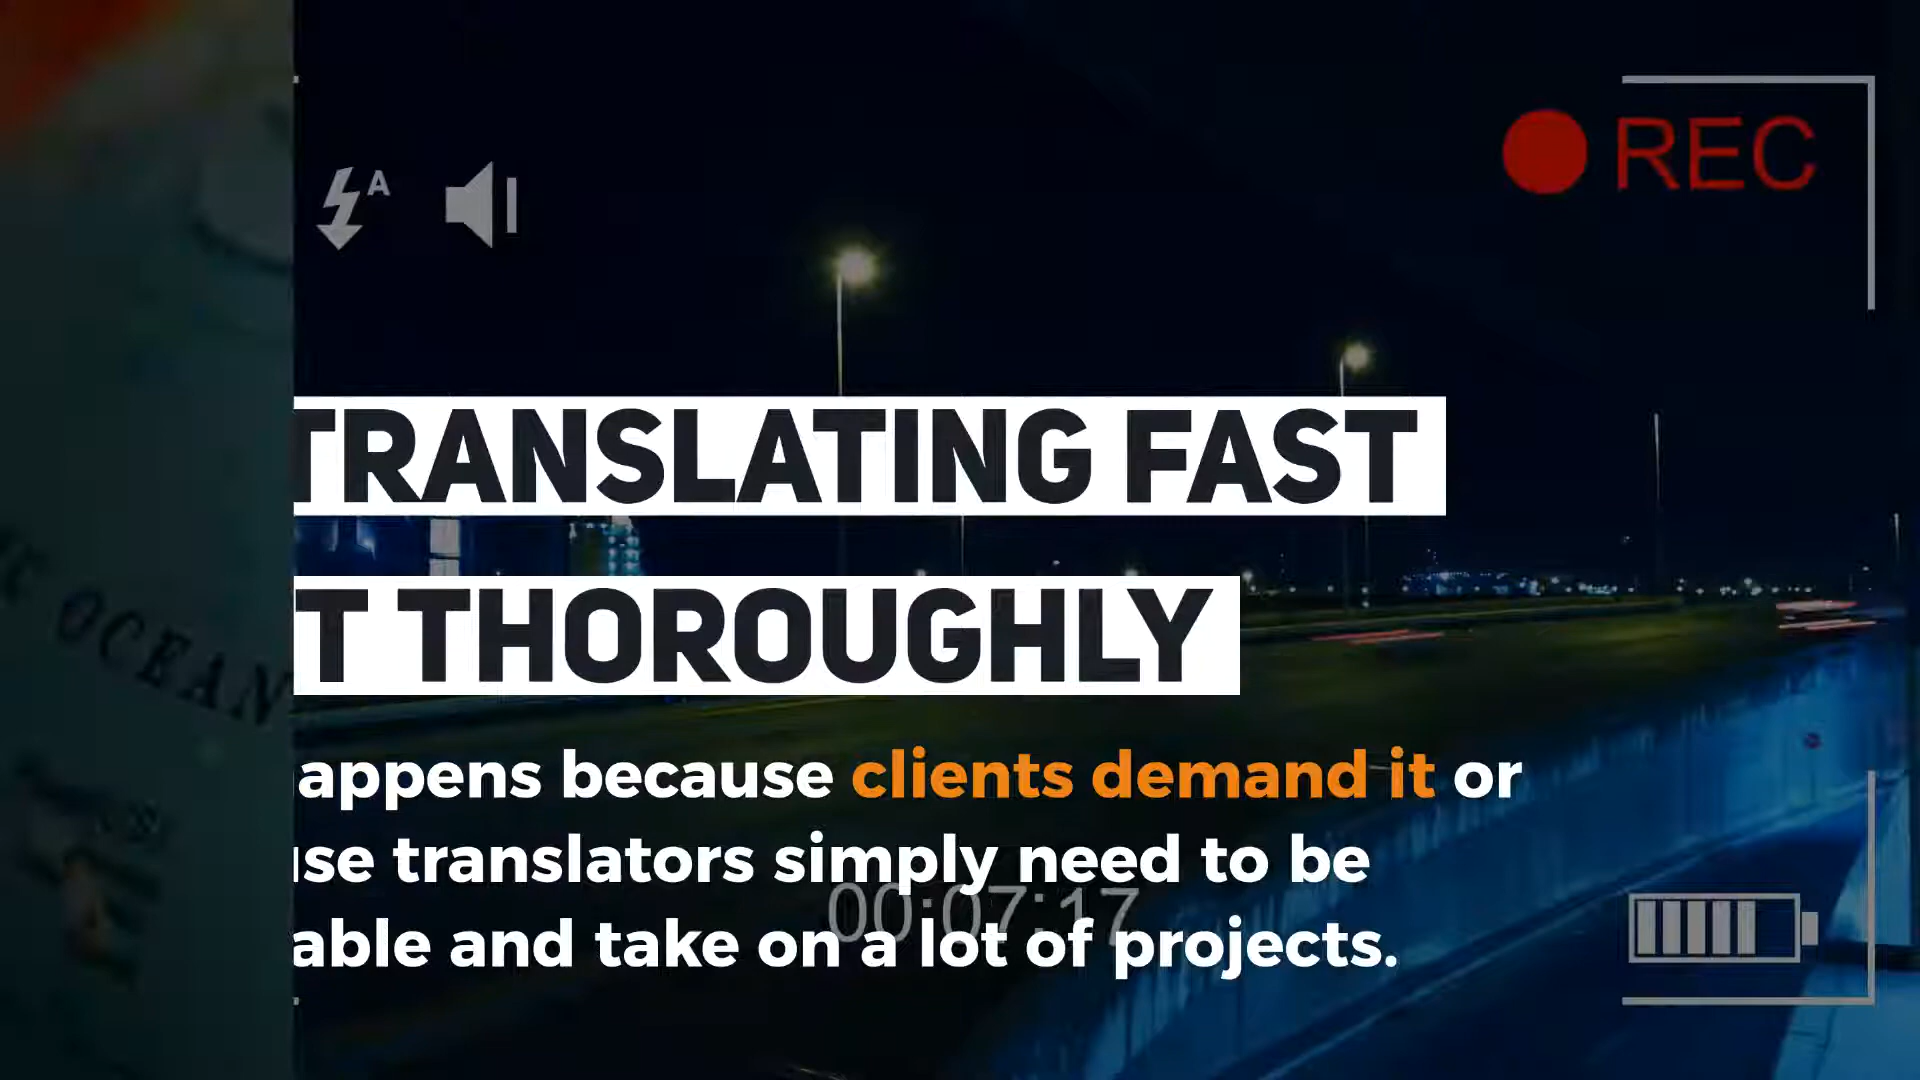 A
REC
TRANSLATING FAST
T THOROUGHLY
OCEAN
appens because clients demand it or
se translators simply need to be
00:07:17
able and take on a lot of projects.